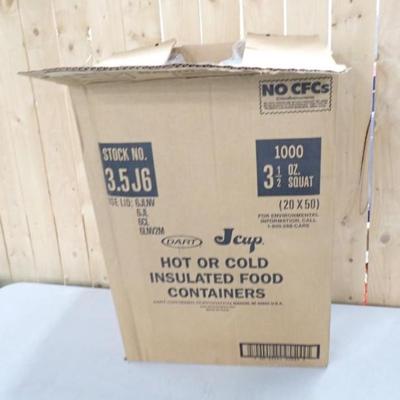 NO CFCs
STOCK NO.
3.5J6
USE LID: 6JLNV
6JL
6CL
6LNV2M
1000
3 1/2 OZ. SQUAT
(20 X 50)
FOR ENVIRONMENTAL
INFORMATION, CALL
DART
J cup
HOT OR COLD
INSULATED FOOD
CONTAINERS